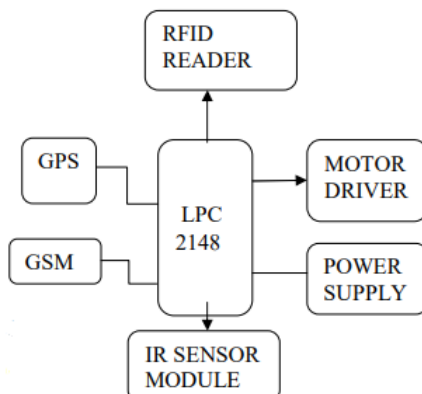 RFID
READER
GPS
MOTOR
DRIVER
LPC
2148
GSM
POWER
SUPPLY
IR SENSOR
MODULE